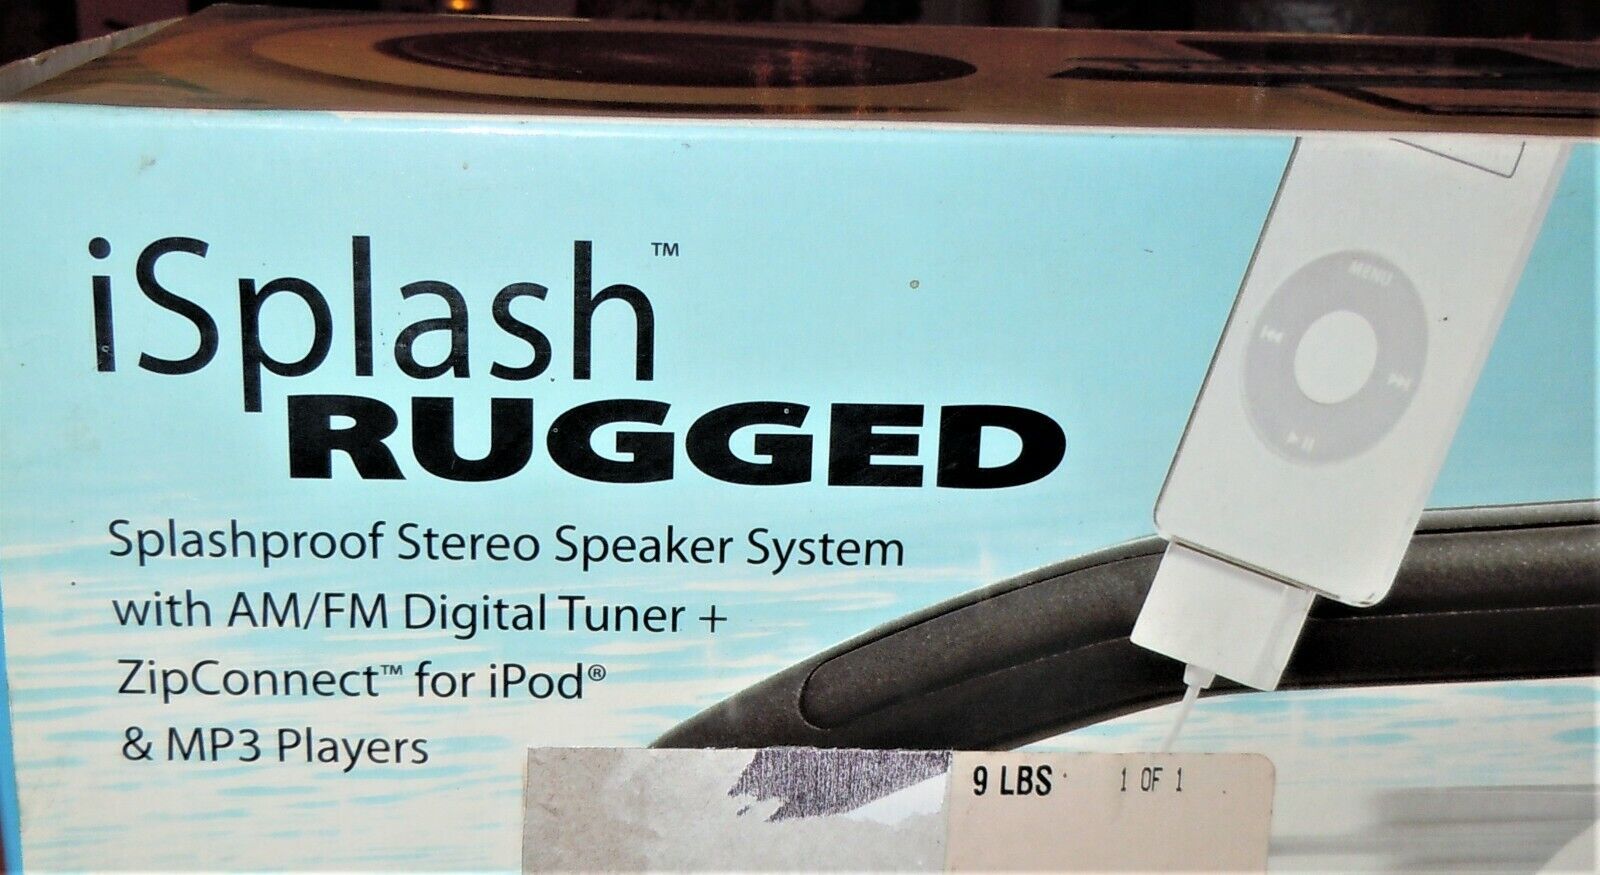 iSplash™
RUGGED
Splashproof Stereo Speaker System
with AM/FM Digital Tuner +
ZipConnect™ for iPod®
& MP3 Players
MENU
9 LBS 1 OF 1